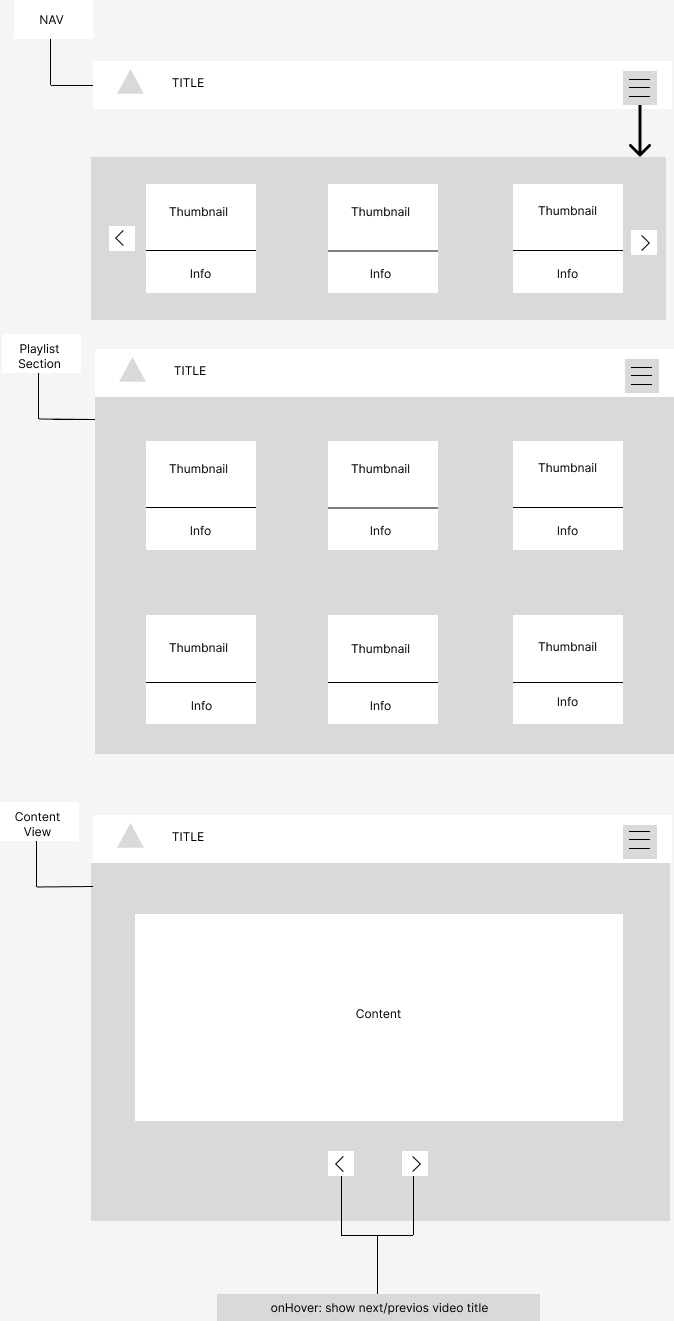 NAV
TITLE
Thumbnail
Thumbnail
Thumbnail
Info
Info
Info
Playlist
Section
TITLE
Thumbnail
Thumbnail
Thumbnail
Info
Info
Info
Thumbnail
Thumbnail
Thumbnail
Info
Info
Info
Content
View
TITLE
Content
onHover: show next/previos video title